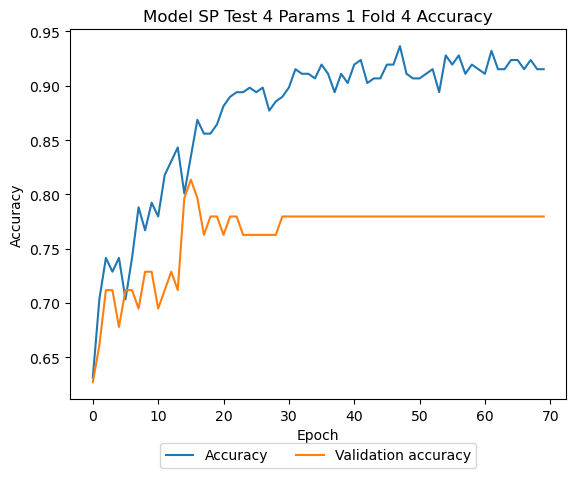 Model SP Test 4 Params 1 Fold 4 Accuracy
0.95
0.90
0.85
0.80
0.75
0.70
0.65
Accuracy
0 10 20 30 40 50 60 70
Epoch
Accuracy Validation accuracy